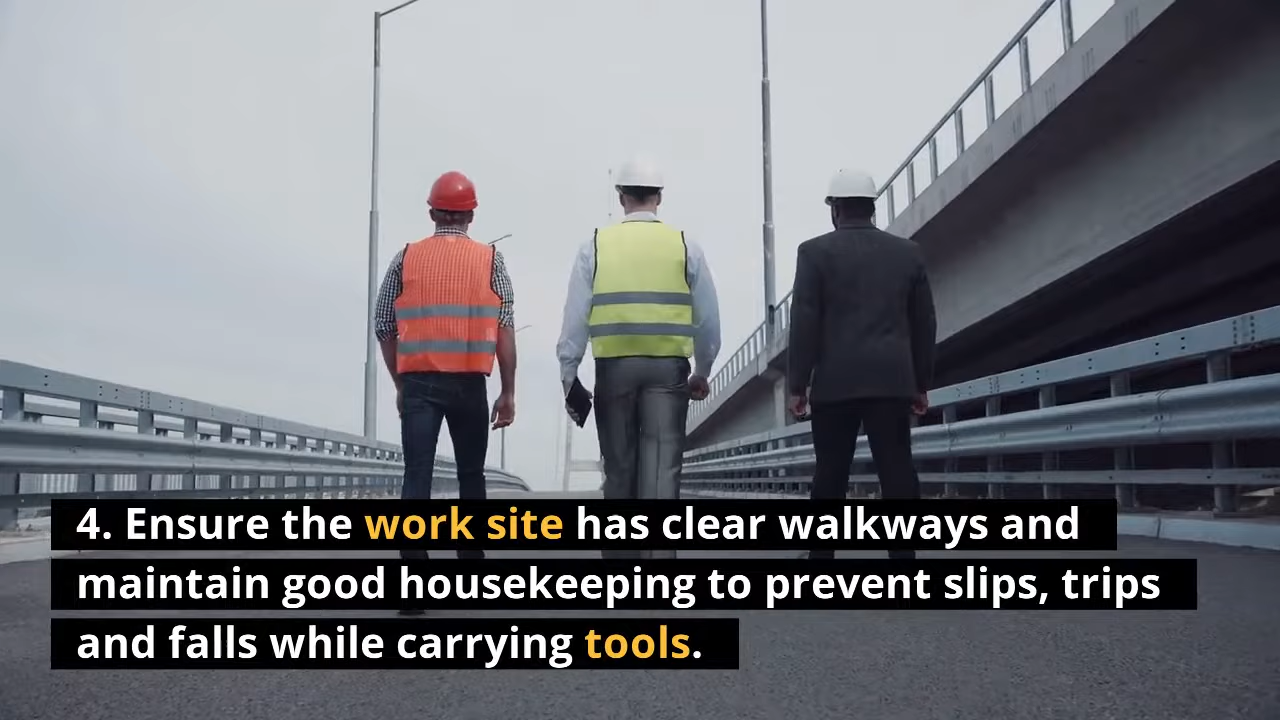 4. Ensure the work site has clear walkways and
maintain good housekeeping to prevent slips, trips
and falls while carrying tools.